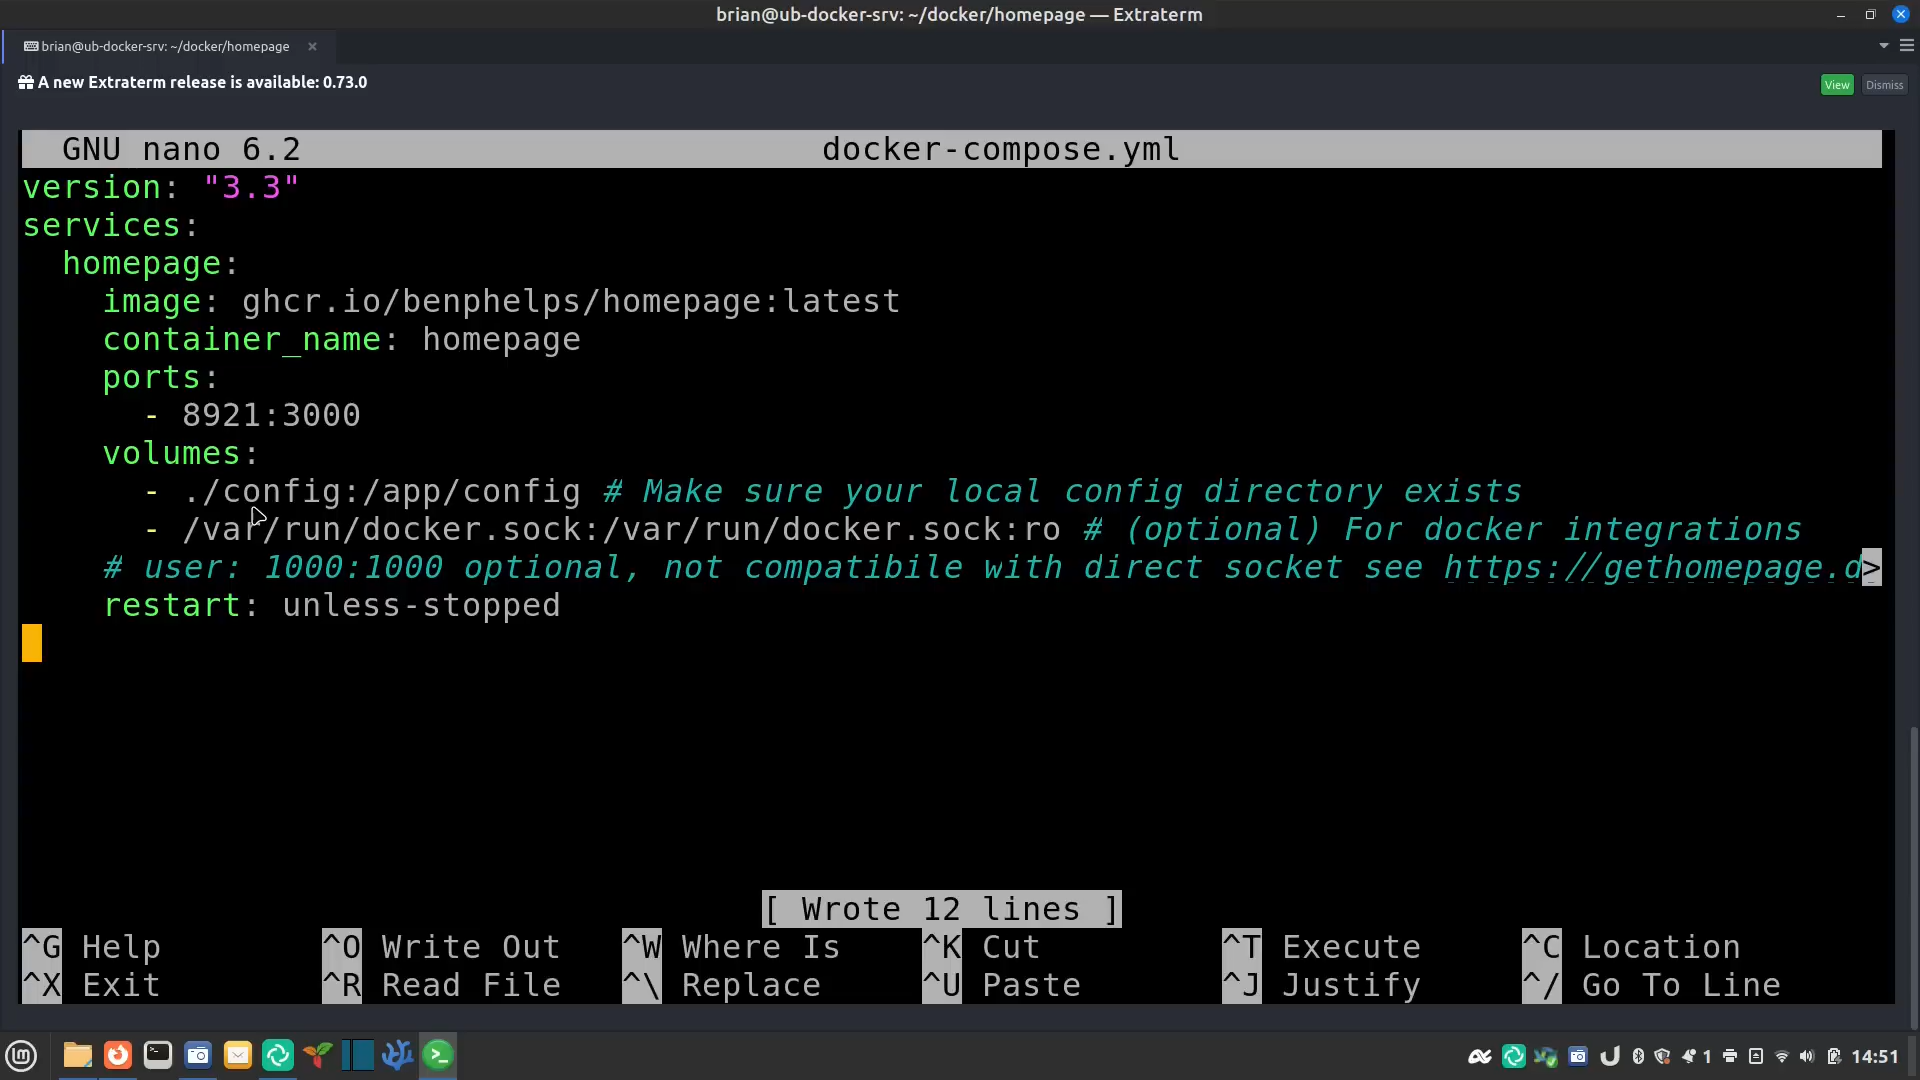 brian@ub-docker-srv: ~/docker/homepage — Extraterm
brian@ub-docker-srv: ~/docker/homepage ×
A new Extraterm release is available: 0.73.0
View Dismiss
GNU nano 6.2 docker-compose.yml
version: "3.3"
services:
  homepage:
    image: ghcr.io/benphelps/homepage:latest
    container_name: homepage
    ports:
      - 8921:3000
    volumes:
      - ./config:/app/config # Make sure your local config directory exists
      - /var/run/docker.sock:/var/run/docker.sock:ro # (optional) For docker integrations
    # user: 1000:1000 optional, not compatibile with direct socket see https://gethomepage.d>
    restart: unless-stopped
[ Wrote 12 lines ]
^G Help ^O Write Out ^W Where Is ^K Cut ^T Execute ^C Location
^X Exit ^R Read File ^\ Replace ^U Paste ^J Justify ^/ Go To Line
1 14:51